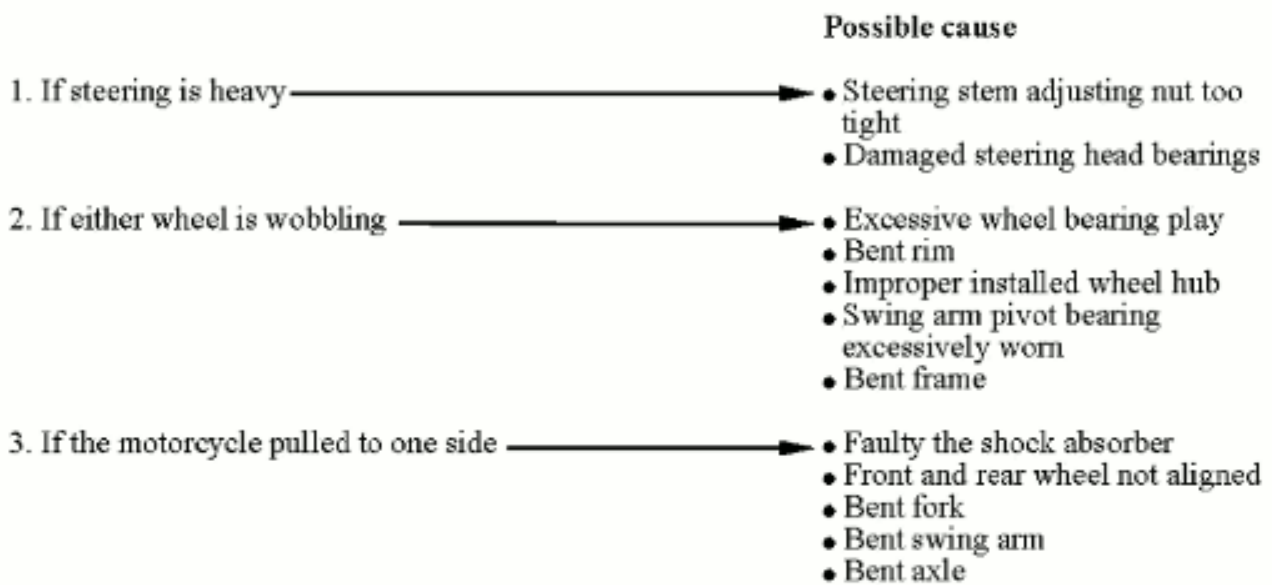 Possible cause
1. If steering is heavy
● Steering stem adjusting nut too
tight
● Damaged steering head bearings
2. If either wheel is wobbling
● Excessive wheel bearing play
● Bent rim
● Improper installed wheel hub
● Swing arm pivot bearing
excessively worn
● Bent frame
3. If the motorcycle pulled to one side
● Faulty the shock absorber
● Front and rear wheel not aligned
● Bent fork
● Bent swing arm
● Bent axle